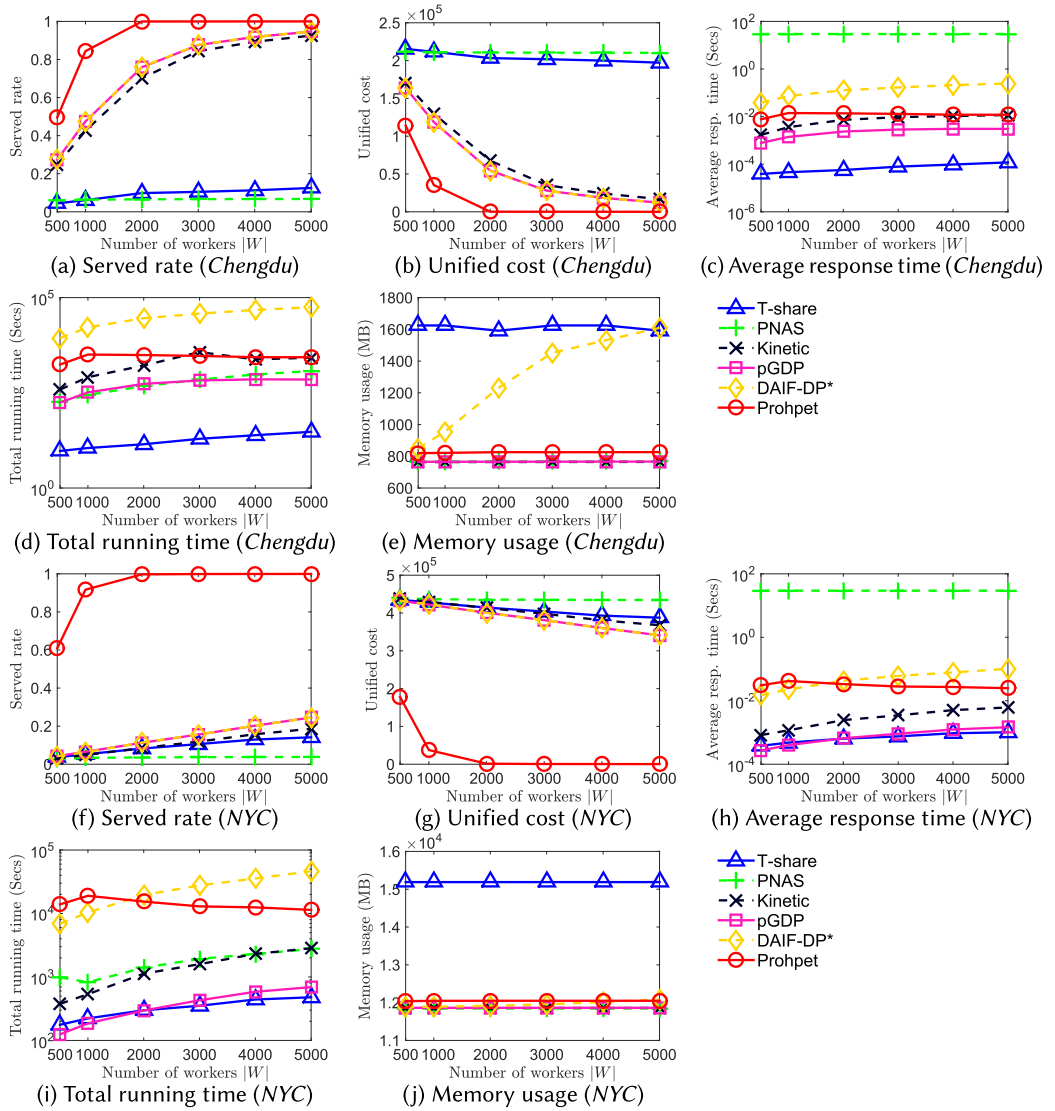 1
0.8
0.6
0.4
0.2
0
Served rate
500 1000 2000 3000 4000 5000
Number of workers |W|
(a) Served rate (Chengdu)
×10^5
2.5
2
1.5
1
0.5
0
Unified cost
500 1000 2000 3000 4000 5000
Number of workers |W|
(b) Unified cost (Chengdu)
10^2
10^0
10^-2
10^-4
10^-6
Average resp. time (Secs)
500 1000 2000 3000 4000 5000
Number of workers |W|
(c) Average response time (Chengdu)
10^5
10^0
Total running time (Secs)
500 1000 2000 3000 4000 5000
Number of workers |W|
(d) Total running time (Chengdu)
1800
1600
1400
1200
1000
800
600
Memory usage (MB)
500 1000 2000 3000 4000 5000
Number of workers |W|
(e) Memory usage (Chengdu)
T-share
PNAS
Kinetic
pGDP
DAIF-DP*
Prohpet
1
0.8
0.6
0.4
0.2
0
Served rate
500 1000 2000 3000 4000 5000
Number of workers |W|
(f) Served rate (NYC)
×10^5
5
4
3
2
1
0
Unified cost
500 1000 2000 3000 4000 5000
Number of workers |W|
(g) Unified cost (NYC)
10^2
10^0
10^-2
10^-4
Average resp. time (Secs)
500 1000 2000 3000 4000 5000
Number of workers |W|
(h) Average response time (NYC)
10^5
10^4
10^3
10^2
Total running time (Secs)
500 1000 2000 3000 4000 5000
Number of workers |W|
(i) Total running time (NYC)
×10^4
1.6
1.5
1.4
1.3
1.2
1.1
Memory usage (MB)
500 1000 2000 3000 4000 5000
Number of workers |W|
(j) Memory usage (NYC)
T-share
PNAS
Kinetic
pGDP
DAIF-DP*
Prohpet